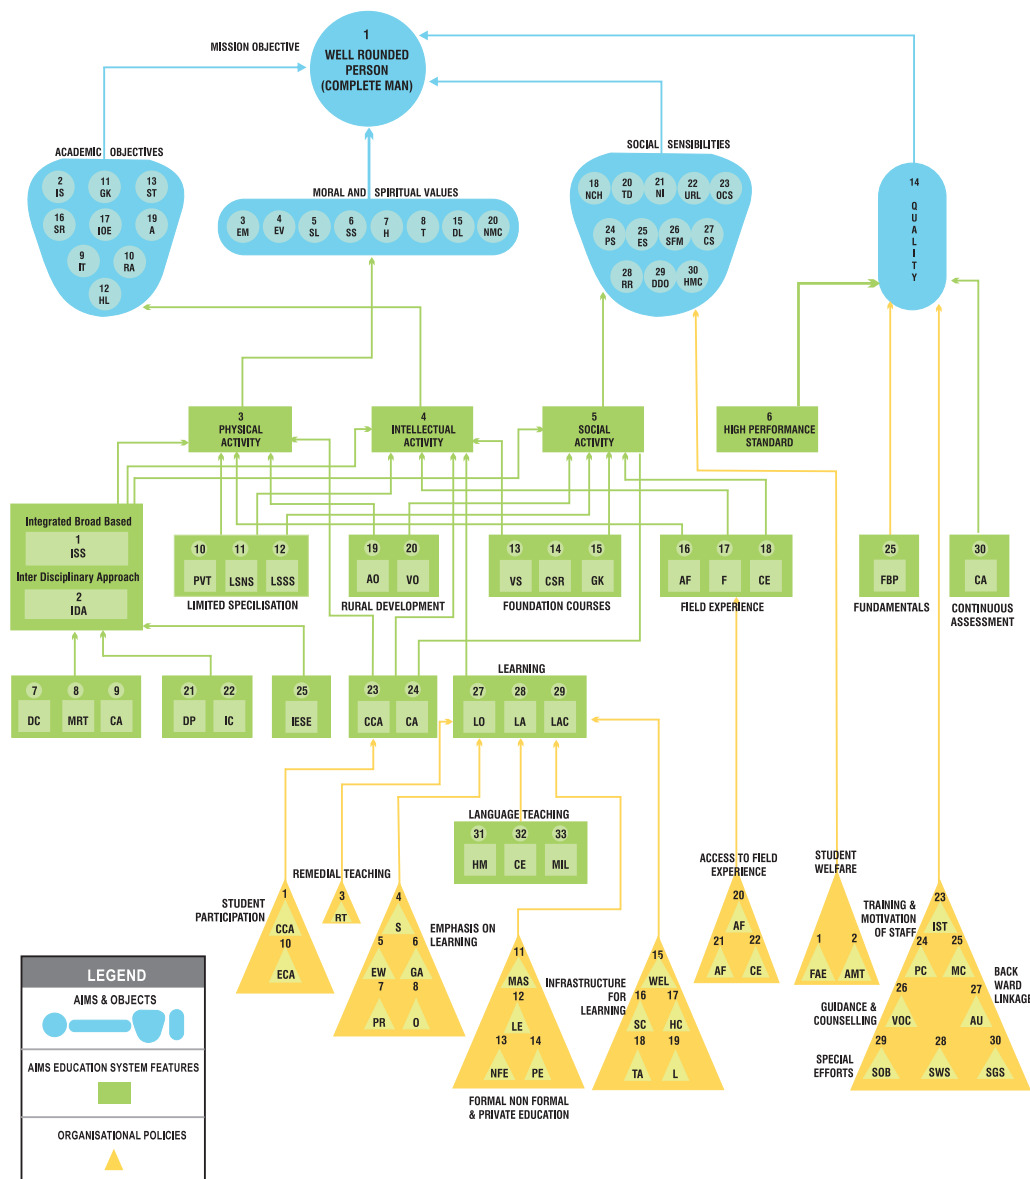 1
WELL ROUNDED
PERSON
(COMPLETE MAN)
MISSION OBJECTIVE
ACADEMIC OBJECTIVES
2
IS
11
GK
13
ST
16
SR
17
IOE
19
A
9
IT
10
RA
12
HL
MORAL AND SPIRITUAL VALUES
3
EM
4
EV
5
SL
6
SS
7
H
8
T
15
DL
20
NMC
SOCIAL SENSIBILITIES
18
NCH
20
TD
21
NI
22
URL
23
OCS
24
PS
25
ES
26
SFM
27
CS
28
RR
29
DDO
30
HMC
14
Q
U
A
L
I
T
Y
3
PHYSICAL
ACTIVITY
4
INTELLECTUAL
ACTIVITY
5
SOCIAL
ACTIVITY
6
HIGH PERFORMANCE
STANDARD
Integrated Broad Based
1
ISS
Inter Disciplinary Approach
2
IDA
10
PVT
11
LSNS
12
LSSS
LIMITED SPECILISATION
19
AO
20
VO
RURAL DEVELOPMENT
13
VS
14
CSR
15
GK
FOUNDATION COURSES
16
AF
17
F
18
CE
FIELD EXPERIENCE
25
FBP
FUNDAMENTALS
30
CA
CONTINUOUS
ASSESSMENT
7
DC
8
MRT
9
CA
21
DP
22
IC
25
IESE
23
CCA
24
CA
LEARNING
27
LO
28
LA
29
LAC
LANGUAGE TEACHING
31
HM
32
CE
33
MIL
STUDENT
PARTICIPATION
1
CCA
10
ECA
REMEDIAL TEACHING
3
RT
4
S
5
EW
6
GA
7
PR
8
O
EMPHASIS ON
LEARNING
11
MAS
12
LE
13
NFE
14
PE
FORMAL NON FORMAL
& PRIVATE EDUCATION
INFRASTRUCTURE
FOR
LEARNING
15
WEL
16
SC
17
HC
18
TA
19
L
ACCESS TO FIELD
EXPERIENCE
20
AF
21
AF
22
CE
STUDENT
WELFARE
1
FAE
2
AMT
TRAINING &
MOTIVATION
OF STAFF
23
IST
24
PC
25
MC
BACK
WARD
LINKAGE
GUIDANCE &
COUNSELLING
26
VOC
27
AU
SPECIAL
EFFORTS
29
SOB
28
SWS
30
SGS
LEGEND
AIMS & OBJECTS
AIMS EDUCATION SYSTEM FEATURES
ORGANISATIONAL POLICIES